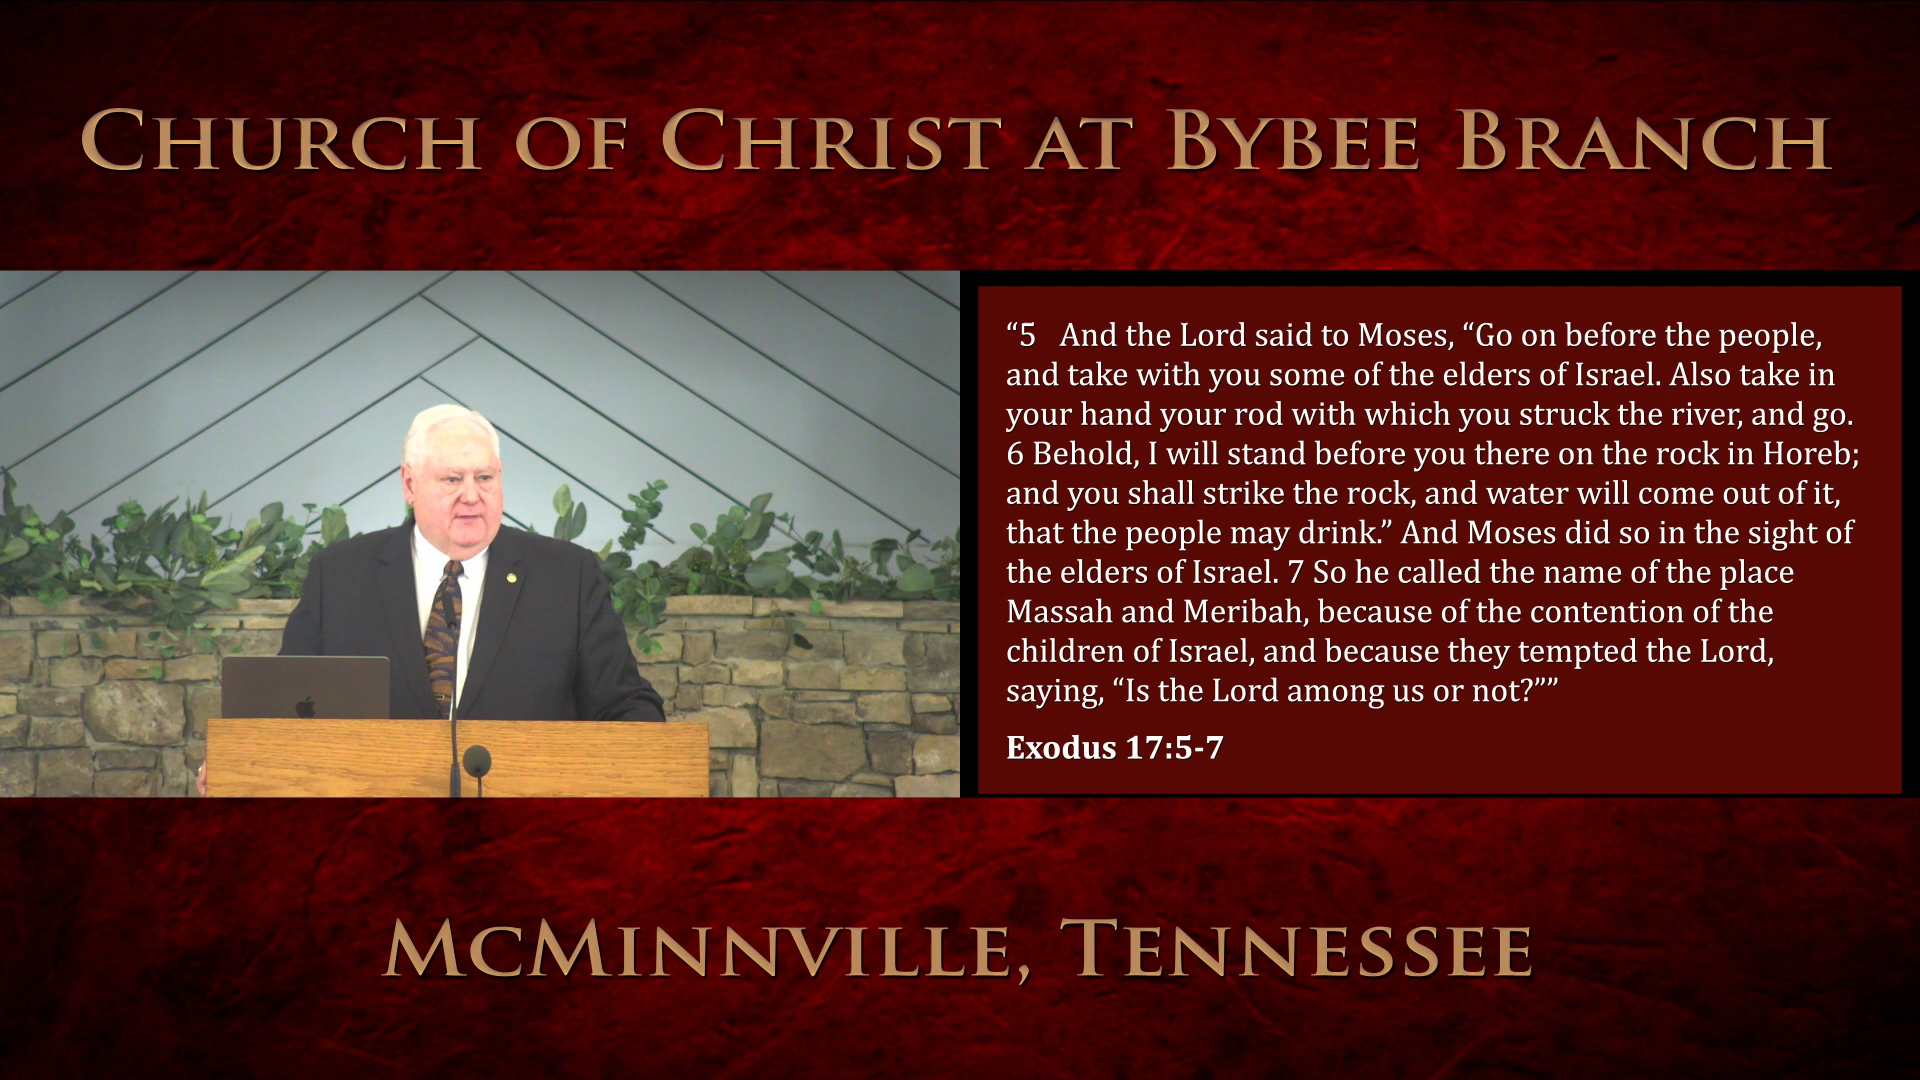 Church of Christ at Bybee Branch
“5   And the Lord said to Moses, “Go on before the people,
and take with you some of the elders of Israel. Also take in
your hand your rod with which you struck the river, and go.
6 Behold, I will stand before you there on the rock in Horeb;
and you shall strike the rock, and water will come out of it,
that the people may drink.” And Moses did so in the sight of
the elders of Israel. 7 So he called the name of the place
Massah and Meribah, because of the contention of the
children of Israel, and because they tempted the Lord,
saying, “Is the Lord among us or not?””
Exodus 17:5-7
McMinnville, Tennessee